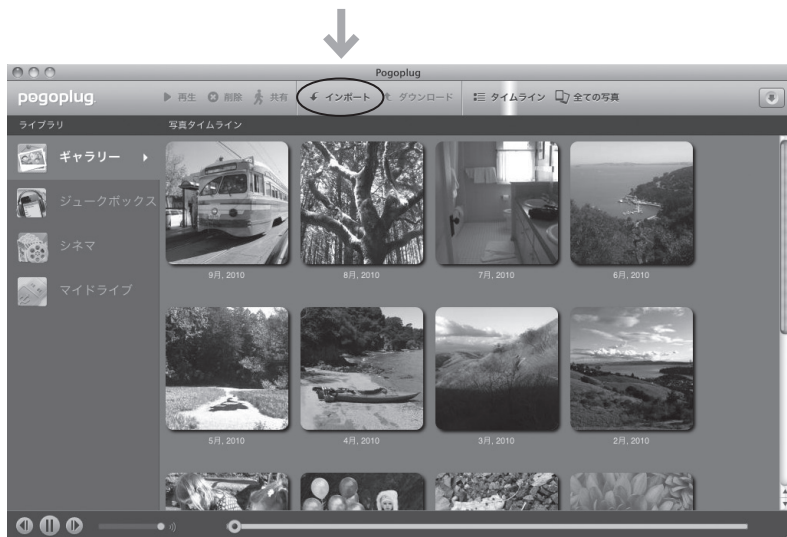 Pogoplug
pogoplug.
再生 削除 共有 インポート ダウンロード タイムライン 全ての写真
ライブラリ 写真タイムライン
ギャラリー
ジュークボックス
シネマ
マイドライブ
9月, 2010 8月, 2010 7月, 2010 6月, 2010
5月, 2010 4月, 2010 3月, 2010 2月, 2010